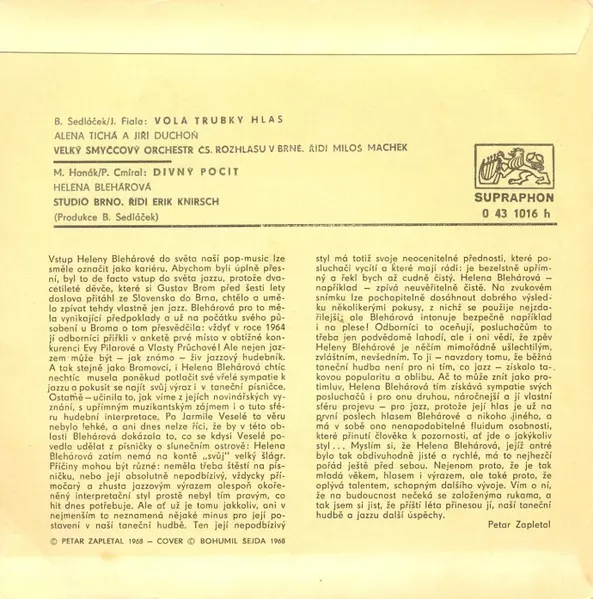 B. Sedláček/J. Fiala: VOLÁ TRUBKY HLAS
ALENA TICHÁ A JIŘÍ DUCHOŇ
VELKÝ SMYČCOVÝ ORCHESTR ČS. ROZHLASU V BRNĚ. ŘÍDÍ MILOŠ MACHEK
M. Hanák/P. Cmíral: DIVNÝ POCIT
HELENA BLEHÁROVÁ
STUDIO BRNO. ŘÍDÍ ERIK KNIRSCH
(Produkce B. Sedláček)
SUPRAPHON
0 43 1016 h
Vstup Heleny Blehárové do světa naší pop-music lze
směle označit jako kariéru. Abychom byli úplně přes-
ní, byl to de facto vstup do světa jazzu, protože dva-
cetileté děvče, které si Gustav Brom před šesti lety
doslova přitáhl ze Slovenska do Brna, chtělo a umě-
lo zpívat tehdy vlastně jen jazz. Blehárová pro to mě-
la vynikající předpoklady a už na počátku svého pů-
sobení u Broma o tom přesvědčila: vždyť v roce 1964
jí odborníci přiřkli v anketě prvé místo v obtížné kon-
kurenci Evy Pilarové a Vlasty Průchové! Ale nejen jaz-
zem může být – jak známo – živ jazzový hudebník.
A tak stejně jako Bromovci, i Helena Blehárová chtíc
nechtíc musela poněkud potlačit své vřelé sympatie k
jazzu a pokusit se najít svůj výraz i v taneční písničce.
Ostatně – učinila to, jak víme z jejích novinářských vy-
znání, s upřímným muzikantským zájmem i o tuto sfé-
ru hudební interpretace. Po Jarmile Veselé to věru
nebylo lehké, a ani dnes nelze říci, že by v této ob-
lasti Blehárová dokázala to, co se kdysi Veselé po-
vedlo udělat z písničky o slunečním ostrově: Helena
Blehárová zatím nemá na kontě „svůj" velký šlágr.
Příčiny mohou být různé: neměla třeba štěstí na pís-
ničku, nebo její absolutně nepodbízivý, vždycky pří-
močarý a zhusta jazzovým výrazem alespoň okoře-
něný interpretační styl prostě nebyl tím pravým, co
hit dnes potřebuje. Ale ať už je tomu jakkoliv, ani v
nejmenším to neznamená nějaké minus pro její po-
stavení v naší taneční hudbě. Ten její nepodbízivý
© PETAR ZAPLETAL 1968 – COVER © BOHUMIL SEJDA 1968
styl má totiž svoje neocenitelné přednosti, které po-
sluchači vycítí a které mají rádi: je bezelstně upřím-
ný a řekl bych až cudně čistý. Helena Blehárová –
například – zpívá neuvěřitelně čistě. Na zvukovém
snímku lze pochopitelně dosáhnout dobrého výsled-
ku několikerými pokusy, z nichž se použije nejzda-
řilejší, ale Blehárová intonuje bezpečně například
i na plese! Odborníci to oceňují, posluchačům to
třeba jen podvědomě lahodí, ale i oni vědí, že zpěv
Heleny Blehárové je něčím mimořádně ušlechtilým,
zvláštním, nevšedním. To jí – navzdory tomu, že běžná
taneční hudba není pro ni tím, co jazz – získalo ta-
kovou popularitu a oblibu. Ač to může znít jako pa-
timluv, Helena Blehárová tím získává sympatie svých
posluchačů i pro onu druhou, náročnější a jí vlastní
sféru projevu – pro jazz, protože její hlas je už na
první poslech hlasem Blehárové a nikoho jiného, a
má v sobě ono nenapodobitelné fluidum osobnosti,
které přinutí člověka k pozornosti, ať jde o jakýkoliv
styl... Myslím si, že Helena Blehárová, jejíž antré
bylo tak obdivuhodně jisté a rychlé, má to nejhezčí
pořád ještě před sebou. Nejenom proto, že je tak
mladá věkem, hlasem i výrazem, ale také proto, že
oplývá talentem, schopným dalšího vývoje. Vím o ní,
že na budoucnost nečeká se založenýma rukama, a
tak jsem si jist, že příští léta přinesou jí, naší taneční
hudbě a jazzu další úspěchy.
Petar Zapletal